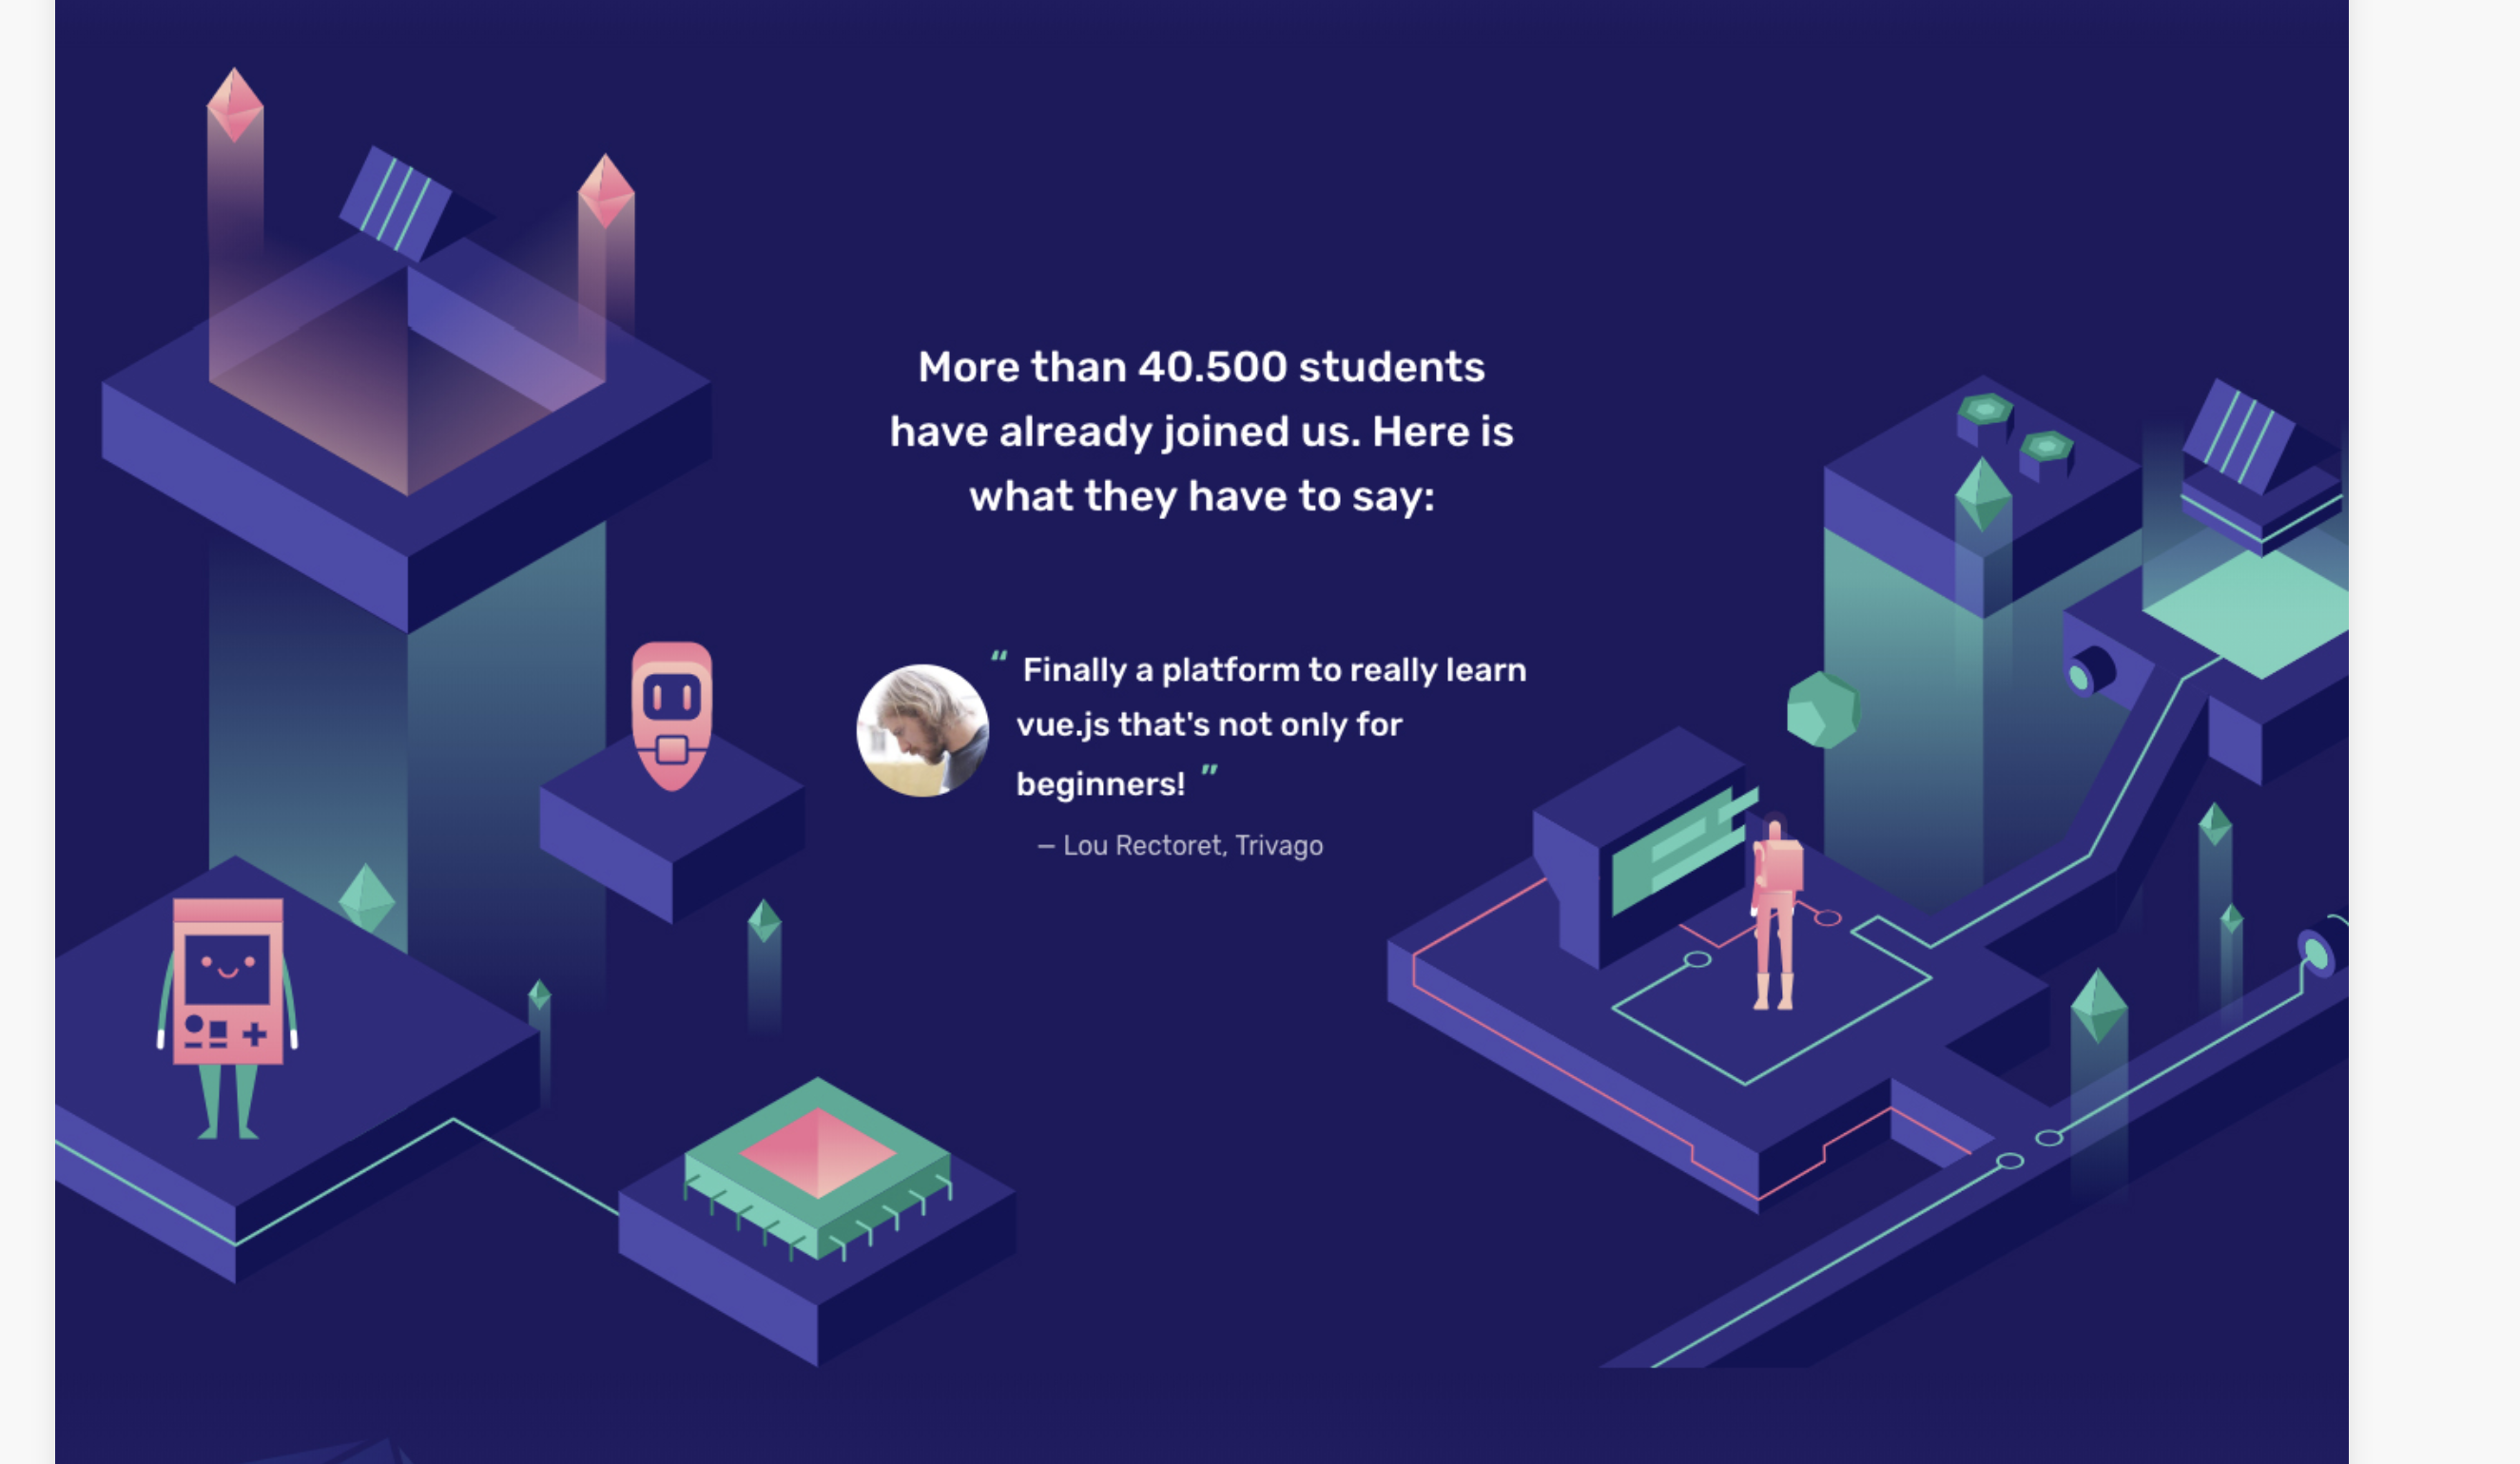 More than 40.500 students
have already joined us. Here is
what they have to say:
“ Finally a platform to really learn
vue.js that's not only for
beginners! ”
— Lou Rectoret, Trivago